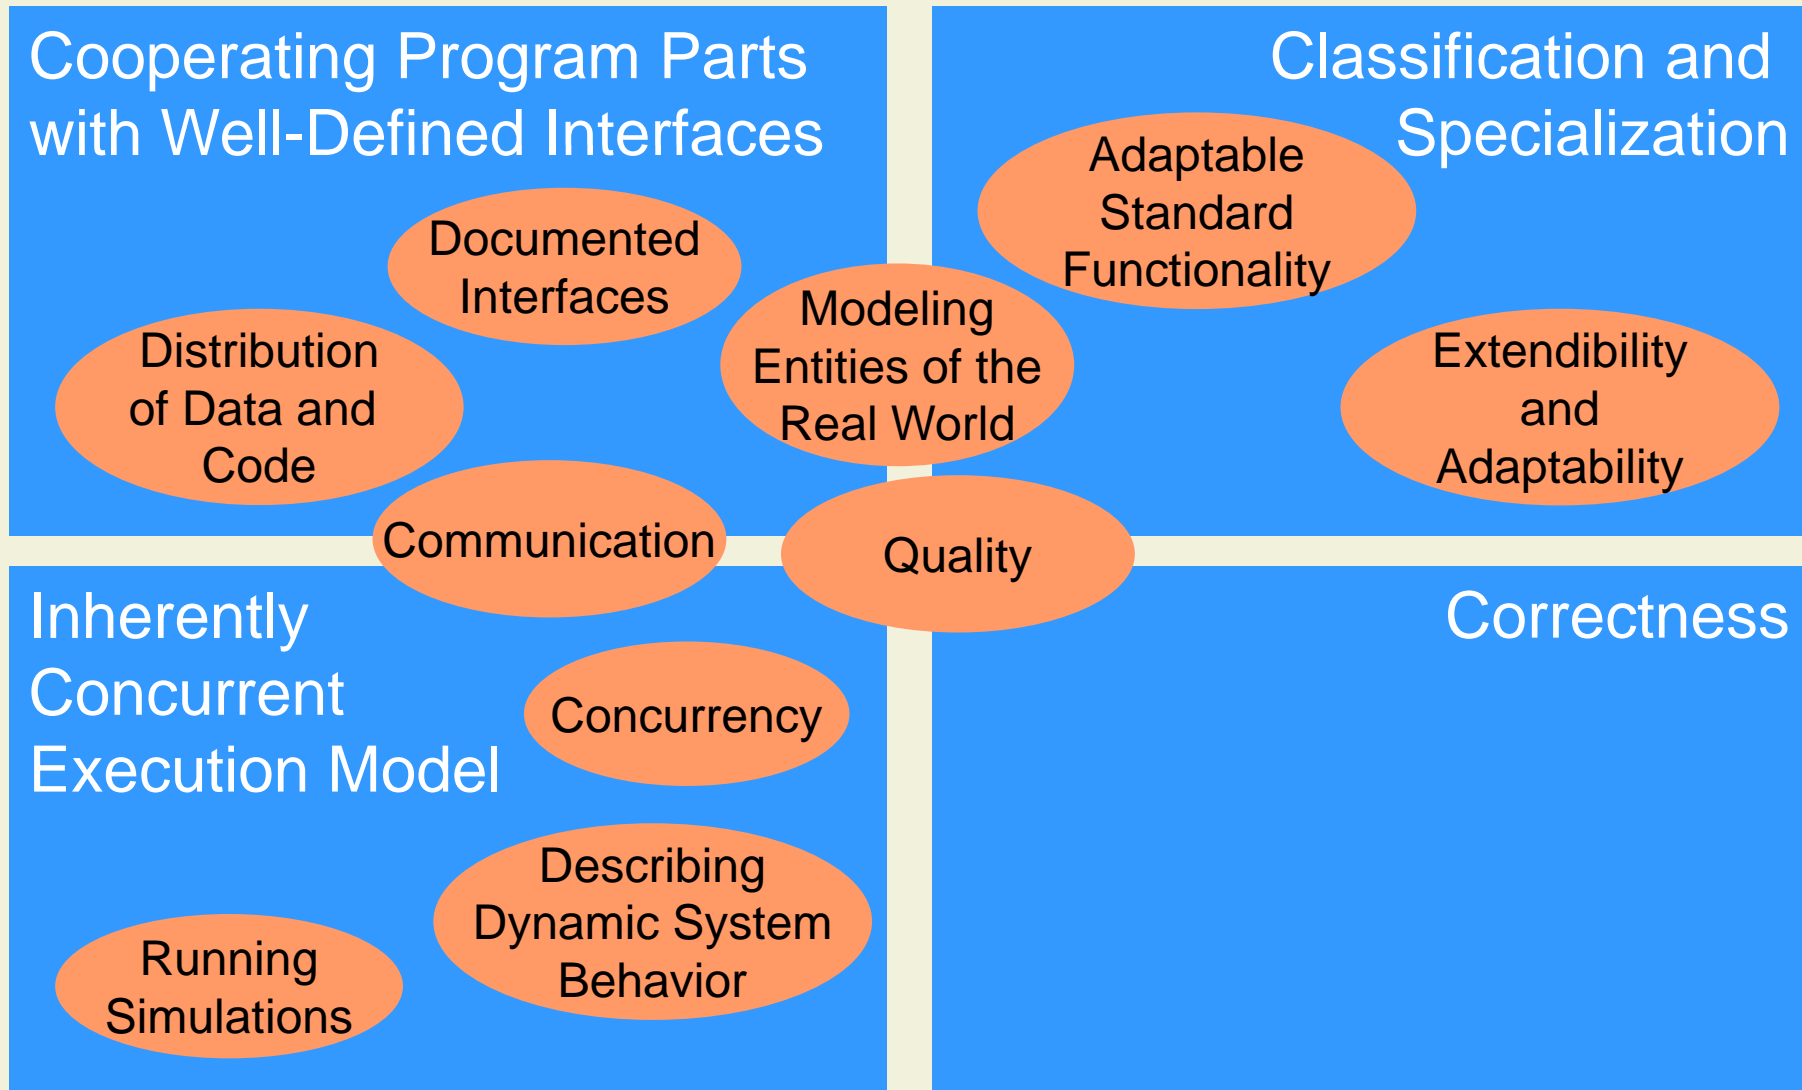 Cooperating Program Parts
with Well-Defined Interfaces
Documented
Interfaces
Distribution
of Data and
Code
Communication
Modeling
Entities of the
Real World
Quality
Classification and
Specialization
Adaptable
Standard
Functionality
Extendibility
and
Adaptability
Inherently
Concurrent
Execution Model
Concurrency
Describing
Dynamic System
Behavior
Running
Simulations
Correctness